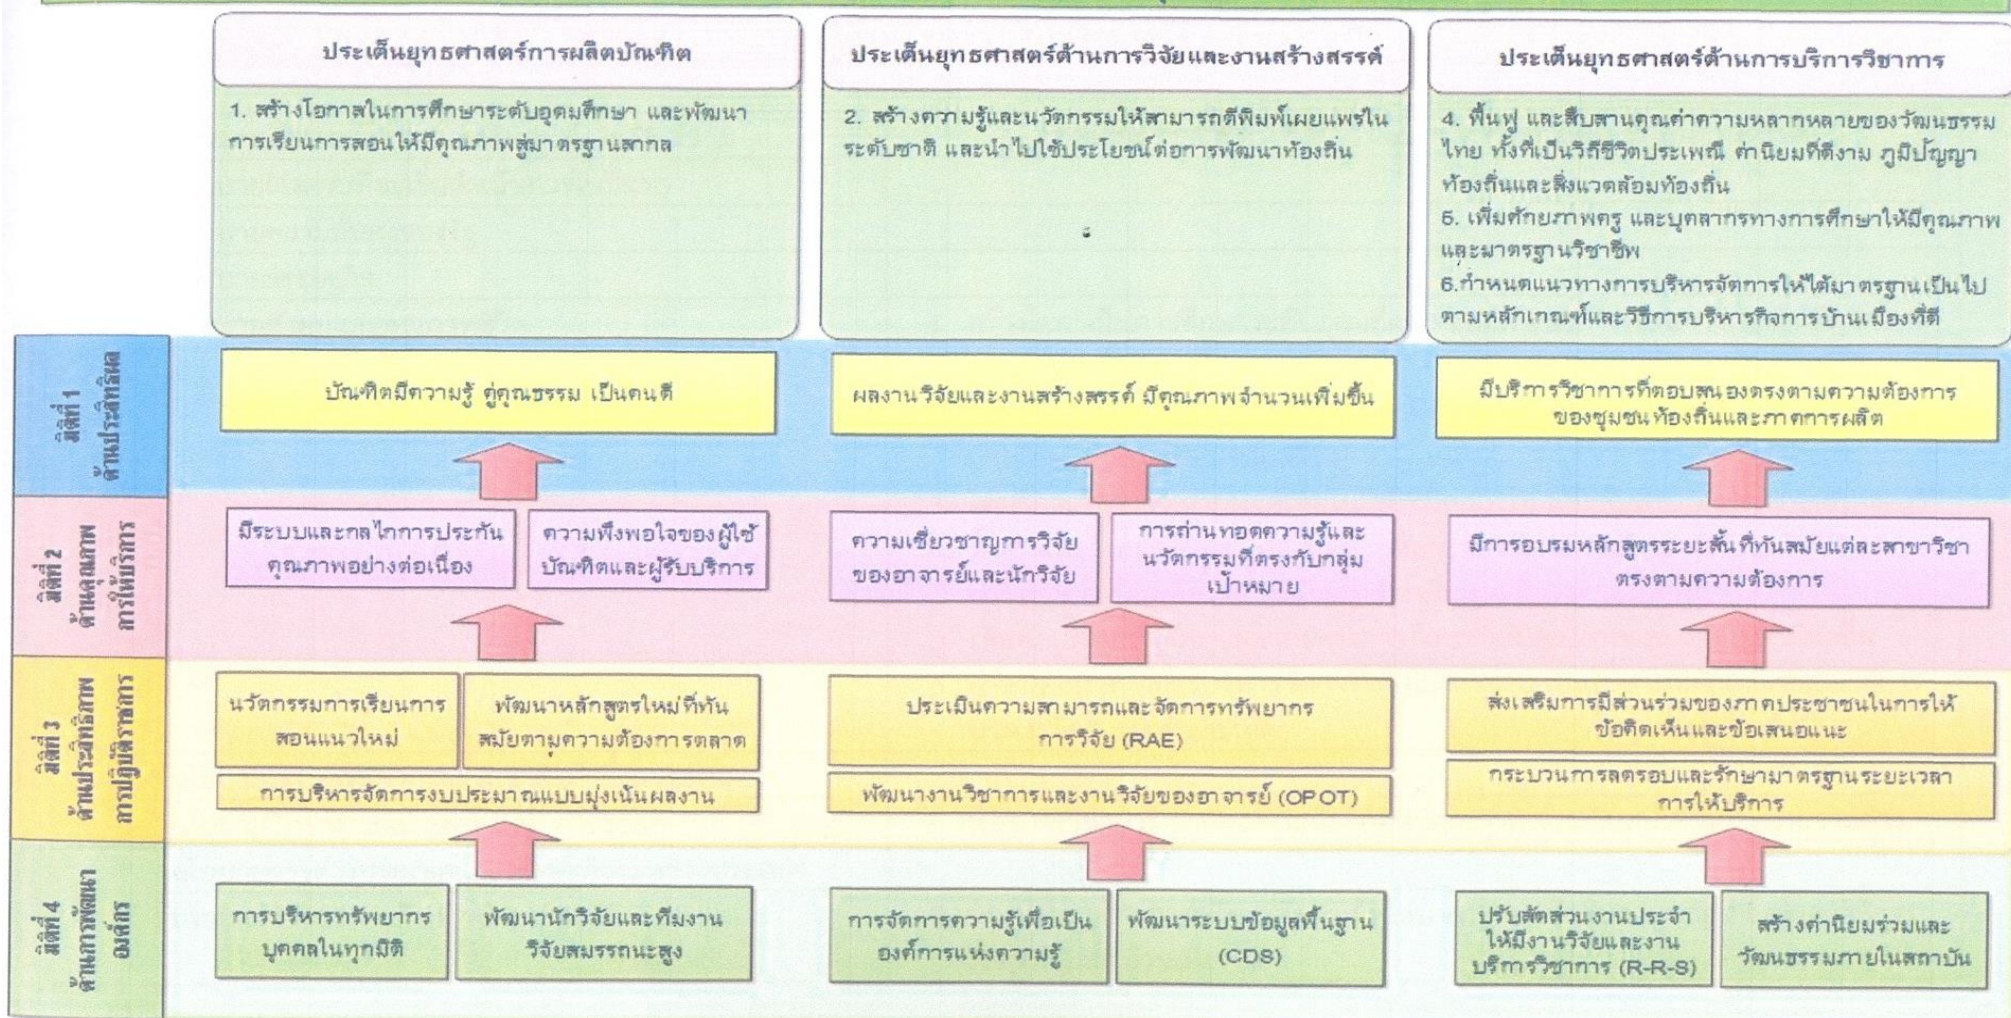 ประเด็นยุทธศาสตร์การผลิตบัณฑิต
1. สร้างโอกาสในการศึกษาระดับอุดมศึกษา และพัฒนา
การเรียนการสอนให้มีคุณภาพสู่มาตรฐานสากล
ประเด็นยุทธศาสตร์ด้านการวิจัยและงานสร้างสรรค์
2. สร้างความรู้และนวัตกรรมให้สามารถตีพิมพ์เผยแพร่ใน
ระดับชาติ และนำไปใช้ประโยชน์ต่อการพัฒนาท้องถิ่น
ประเด็นยุทธศาสตร์ด้านการบริการวิชาการ
4. ฟื้นฟู และสืบสานคุณค่าความหลากหลายของวัฒนธรรม
ไทย ทั้งที่เป็นวิถีชีวิตประเพณี ค่านิยมที่ดีงาม ภูมิปัญญา
ท้องถิ่นและสิ่งแวดล้อมท้องถิ่น
5. เพิ่มศักยภาพครู และบุคลากรทางการศึกษาให้มีคุณภาพ
และมาตรฐานวิชาชีพ
6.กำหนดแนวทางการบริหารจัดการให้ได้มาตรฐานเป็นไป
ตามหลักเกณฑ์และวิธีการบริหารกิจการบ้านเมืองที่ดี
มิติที่ 1
ด้านประสิทธิผล
บัณฑิตมีความรู้ คู่คุณธรรม เป็นคนดี
ผลงานวิจัยและงานสร้างสรรค์ มีคุณภาพจำนวนเพิ่มขึ้น
มีบริการวิชาการที่ตอบสนองตรงตามความต้องการ
ของชุมชนท้องถิ่นและภาคการผลิต
มิติที่ 2
ด้านคุณภาพ
การให้บริการ
มีระบบและกลไกการประกัน
คุณภาพอย่างต่อเนื่อง
ความพึงพอใจของผู้ใช้
บัณฑิตและผู้รับบริการ
ความเชี่ยวชาญการวิจัย
ของอาจารย์และนักวิจัย
การถ่านทอดความรู้และ
นวัตกรรมที่ตรงกับกลุ่ม
เป้าหมาย
มีการอบรมหลักสูตรระยะสั้นที่ทันสมัยแต่ละสาขาวิชา
ตรงตามความต้องการ
มิติที่ 3
ด้านประสิทธิภาพ
การปฏิบัติราชการ
นวัตกรรมการเรียนการ
สอนแนวใหม่
พัฒนาหลักสูตรใหม่ที่ทัน
สมัยตามความต้องการตลาด
การบริหารจัดการงบประมาณแบบมุ่งเน้นผลงาน
ประเมินความสามารถและจัดการทรัพยากร
การวิจัย (RAE)
พัฒนางานวิชาการและงานวิจัยของอาจารย์ (OPOT)
ส่งเสริมการมีส่วนร่วมของภาคประชาชนในการให้
ข้อคิดเห็นและข้อเสนอแนะ
กระบวนการลดรอบและรักษามาตรฐานระยะเวลา
การให้บริการ
มิติที่ 4
ด้านการพัฒนา
องค์กร
การบริหารทรัพยากร
บุคคลในทุกมิติ
พัฒนานักวิจัยและทีมงาน
วิจัยสมรรถนะสูง
การจัดการความรู้เพื่อเป็น
องค์การแห่งความรู้
พัฒนาระบบข้อมูลพื้นฐาน
(CDS)
ปรับสัดส่วนงานประจำ
ให้มีงานวิจัยและงาน
บริการวิชาการ (R-R-S)
สร้างค่านิยมร่วมและ
วัฒนธรรมภายในสถาบัน